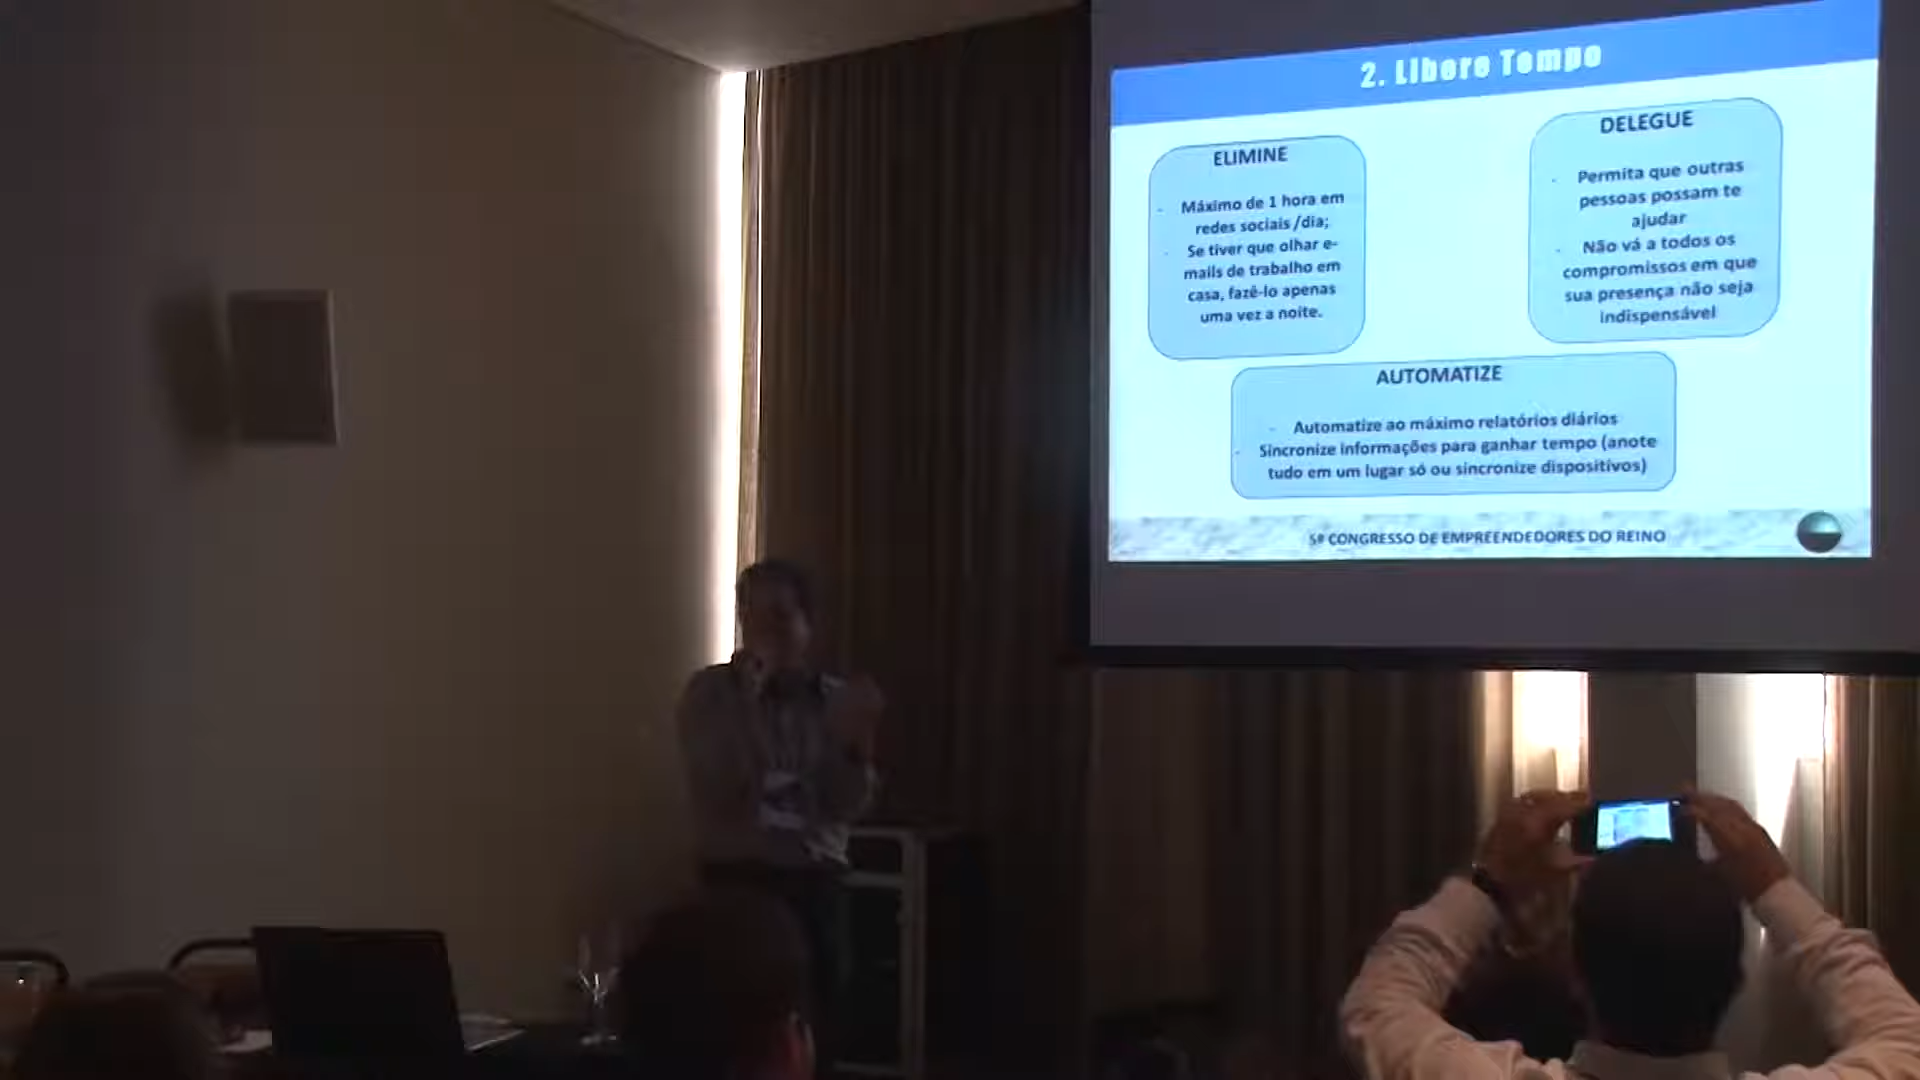 2. Libere Tempo
ELIMINE
- Máximo de 1 hora em
redes sociais /dia;
- Se tiver que olhar e-
mails de trabalho em
casa, fazê-lo apenas
uma vez a noite.
DELEGUE
- Permita que outras
pessoas possam te
ajudar
- Não vá a todos os
compromissos em que
sua presença não seja
indispensável
AUTOMATIZE
- Automatize ao máximo relatórios diários
- Sincronize informações para ganhar tempo (anote
tudo em um lugar só ou sincronize dispositivos)
5º CONGRESSO DE EMPREENDEDORES DO REINO